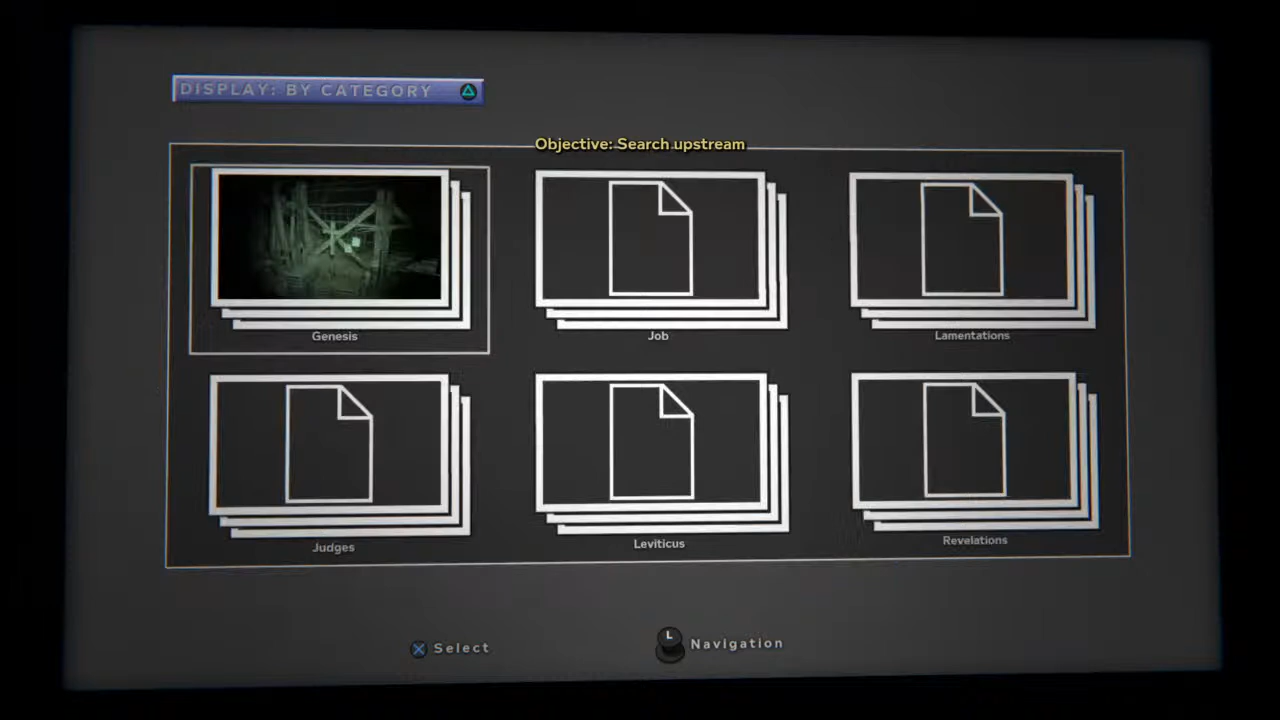 DISPLAY: BY CATEGORY
Objective: Search upstream
Genesis
Job
Lamentations
Judges
Leviticus
Revelations
Select
L
Navigation